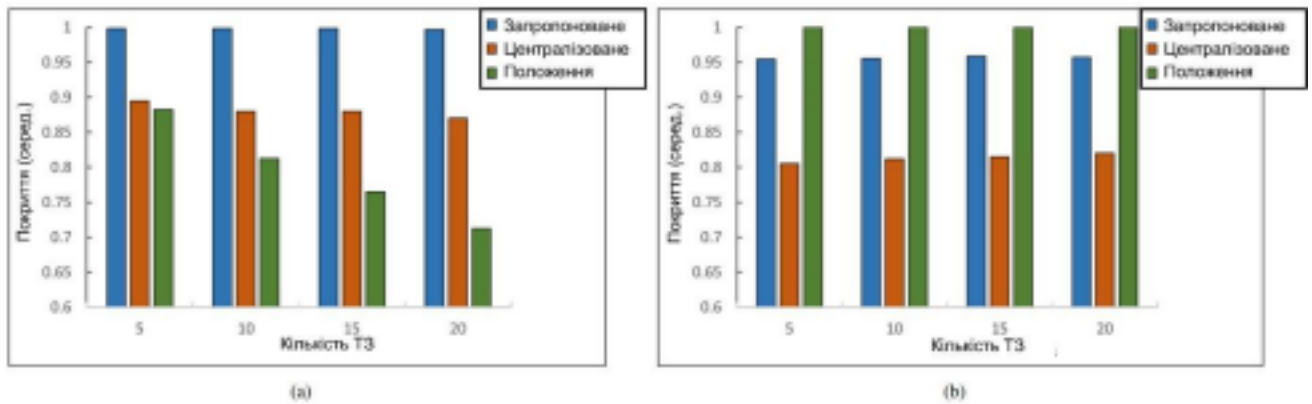 1
0.95
0.9
0.85
0.8
0.75
0.7
0.65
0.6
Покриття (серед.)
5 10 15 20
Кількість ТЗ
Запропоноване
Централізоване
Положення
(a)
1
0.95
0.9
0.85
0.8
0.75
0.7
0.65
0.6
Покриття (серед.)
5 10 15 20
Кількість ТЗ
Запропоноване
Централізоване
Положення
(b)